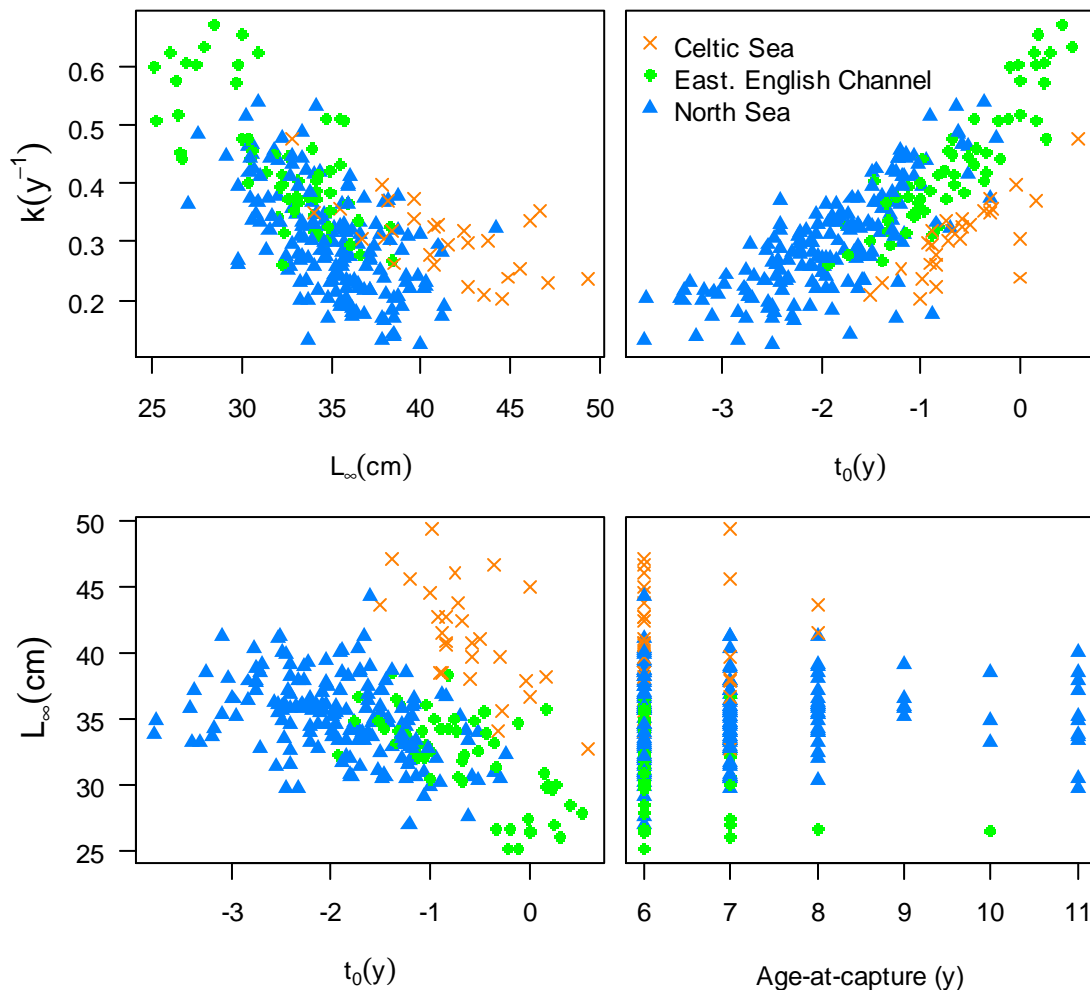 0.6
0.5
0.4
0.3
0.2
k(y⁻¹)
25 30 35 40 45 50
L∞(cm)
Celtic Sea
East. English Channel
North Sea
-3 -2 -1 0
t₀(y)
50
45
40
35
30
25
L∞(cm)
-3 -2 -1 0
t₀(y)
6 7 8 9 10 11
Age-at-capture (y)